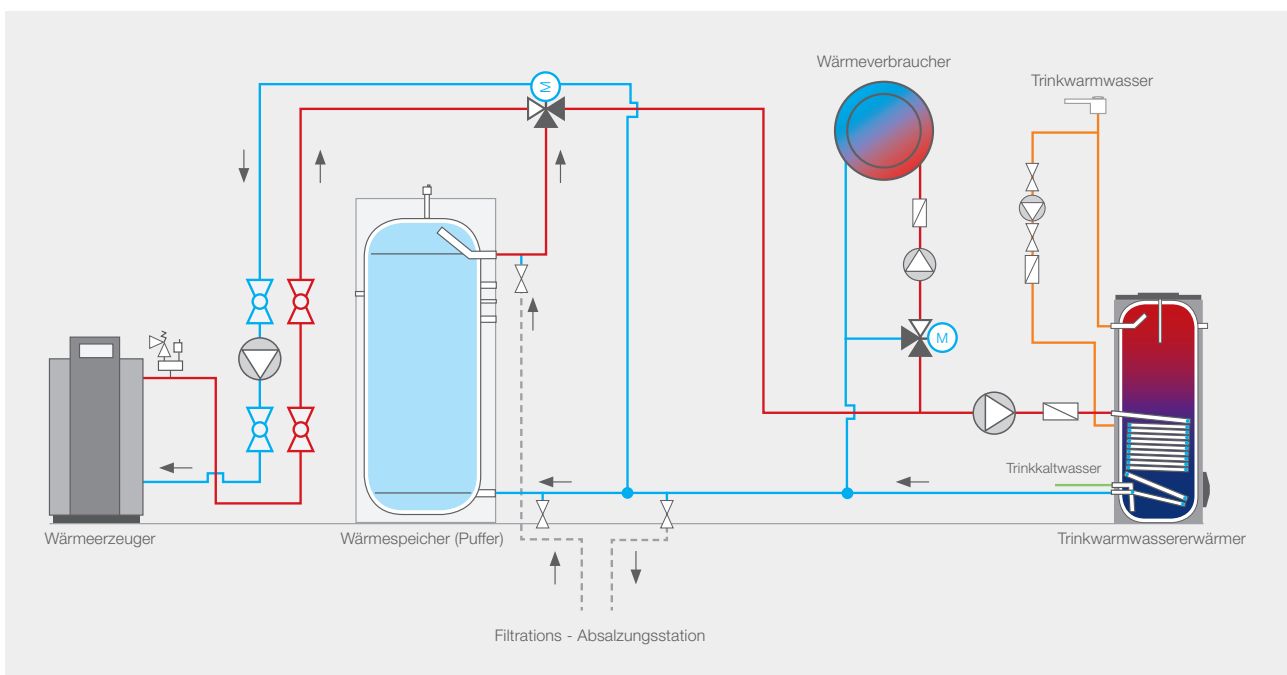 Wärmeverbraucher
Trinkwarmwasser
M
M
Trinkkaltwasser
Wärmeerzeuger
Wärmespeicher (Puffer)
Trinkwarmwassererwärmer
Filtrations - Absalzungsstation